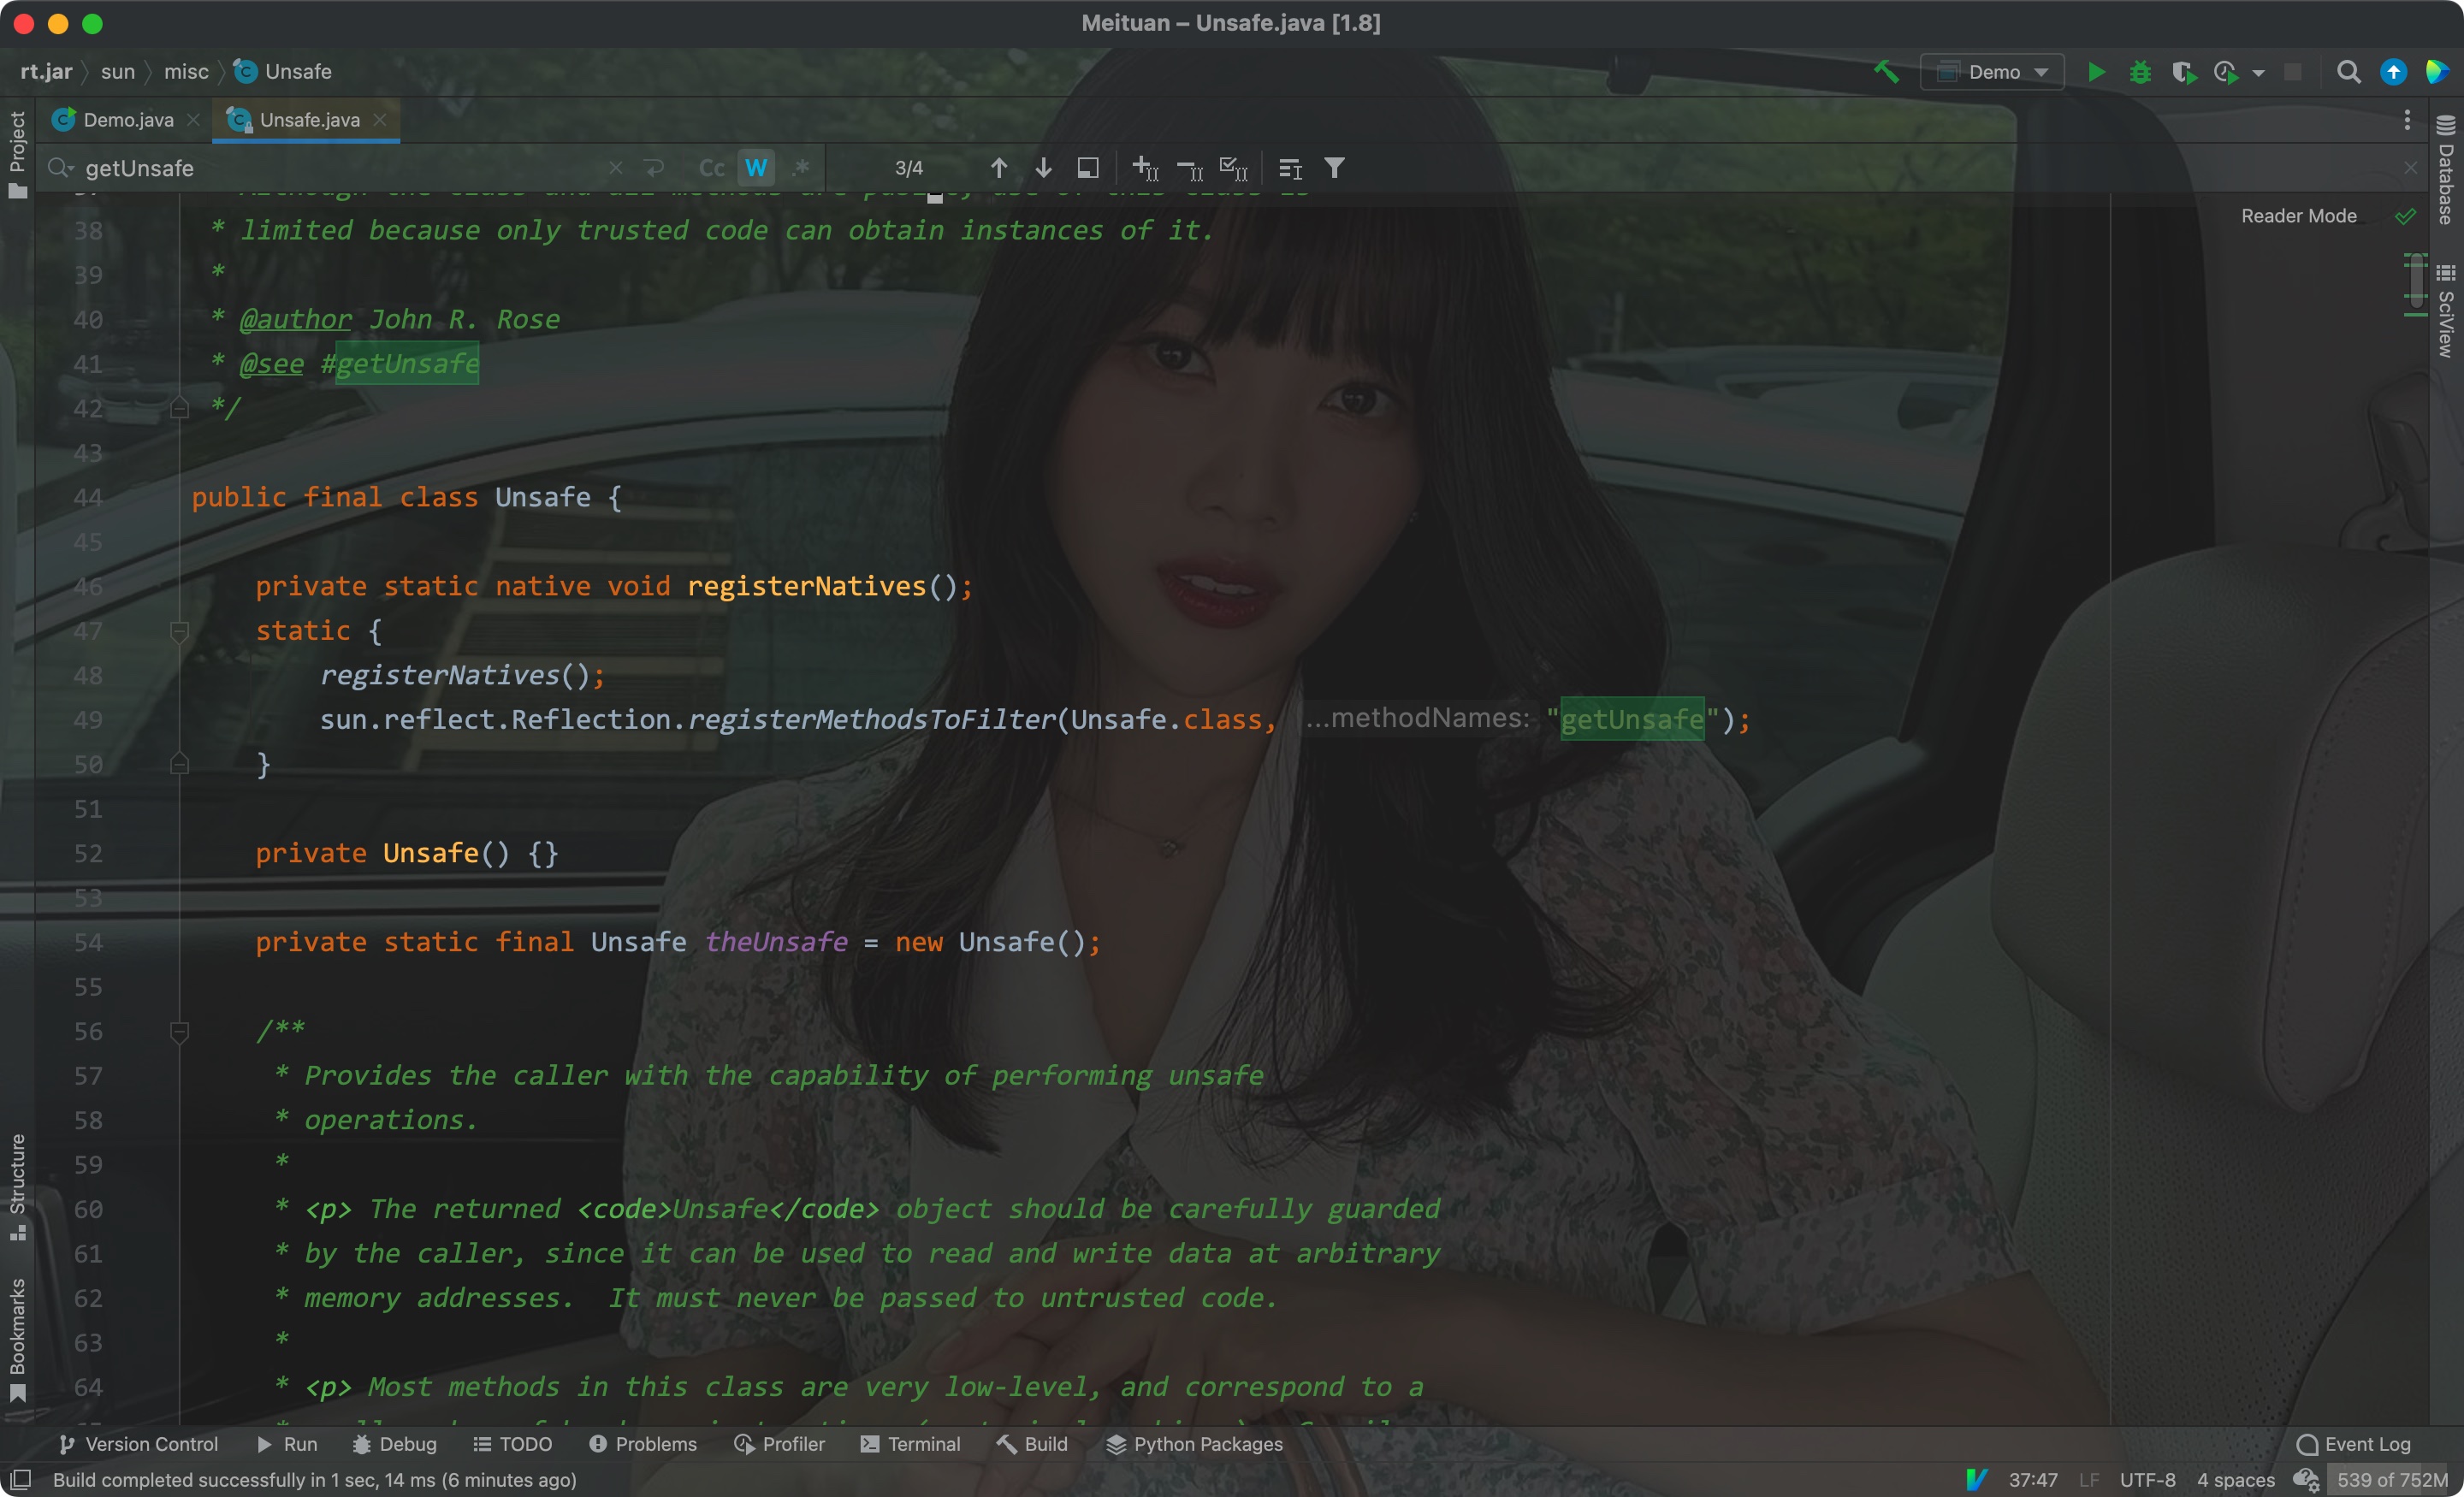 Meituan – Unsafe.java [1.8]
rt.jar sun misc Unsafe
Demo
Demo.java Unsafe.java
getUnsafe Cc W .* 3/4
Reader Mode
Project
Structure
Bookmarks
Database
SciView
38 * limited because only trusted code can obtain instances of it.
39 *
40 * @author John R. Rose
41 * @see #getUnsafe
42 */
43
44 public final class Unsafe {
45
46 private static native void registerNatives();
47 static {
48 registerNatives();
49 sun.reflect.Reflection.registerMethodsToFilter(Unsafe.class, ...methodNames: "getUnsafe");
50 }
51
52 private Unsafe() {}
53
54 private static final Unsafe theUnsafe = new Unsafe();
55
56 /**
57 * Provides the caller with the capability of performing unsafe
58 * operations.
59 *
60 * <p> The returned <code>Unsafe</code> object should be carefully guarded
61 * by the caller, since it can be used to read and write data at arbitrary
62 * memory addresses.  It must never be passed to untrusted code.
63 *
64 * <p> Most methods in this class are very low-level, and correspond to a
Version Control Run Debug TODO Problems Profiler Terminal Build Python Packages Event Log
Build completed successfully in 1 sec, 14 ms (6 minutes ago) 37:47 LF UTF-8 4 spaces 539 of 752M